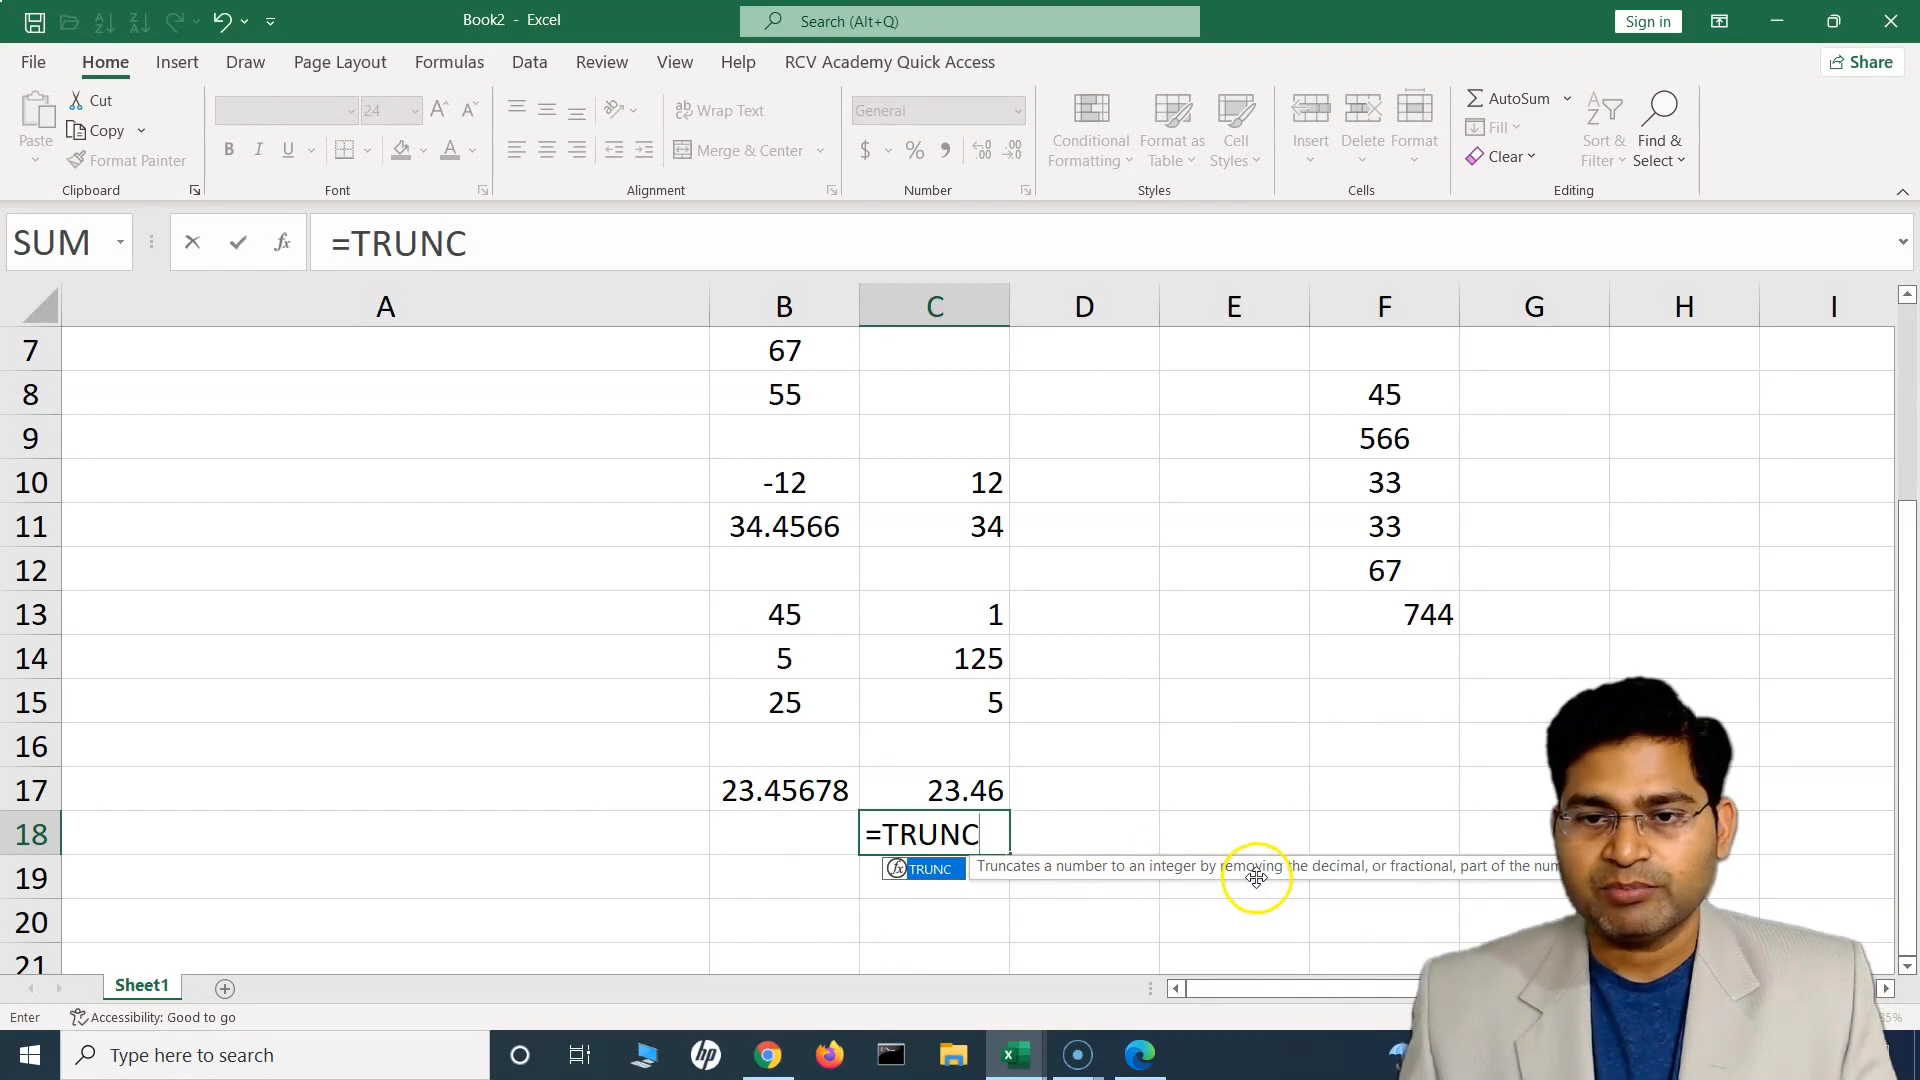 Book2 - Excel
Search (Alt+Q)
Sign in
File Home Insert Draw Page Layout Formulas Data Review View Help RCV Academy Quick Access
Share
Paste
Cut
Copy
Format Painter
Clipboard
24
B I U
Font
Wrap Text
Merge & Center
Alignment
General
$ % ,
Number
Conditional Formatting
Format as Table
Cell Styles
Styles
Insert Delete Format
Cells
AutoSum
Fill
Clear
Sort & Filter
Find & Select
Editing
SUM
fx
=TRUNC
A B C D E F G H I
7 67
8 55 45
9 566
10 -12 12 33
11 34.4566 34 33
12 67
13 45 1 744
14 5 125
15 25 5
16
17 23.45678 23.46
18 =TRUNC
19 TRUNC Truncates a number to an integer by removing the decimal, or fractional, part of the
20
21
Sheet1
Enter
Accessibility: Good to go
Type here to search
hp